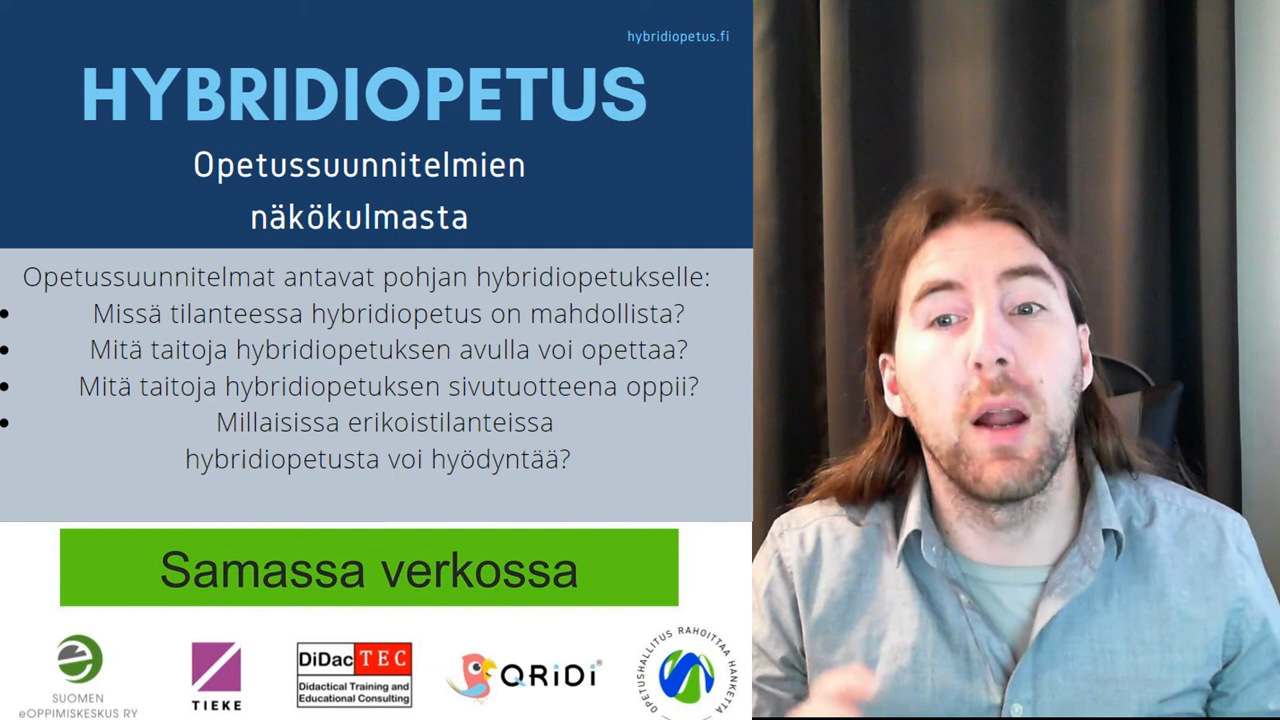 hybridiopetus.fi
HYBRIDIOPETUS
Opetussuunnitelmien
näkökulmasta
Opetussuunnitelmat antavat pohjan hybridiopetukselle:
• Missä tilanteessa hybridiopetus on mahdollista?
• Mitä taitoja hybridiopetuksen avulla voi opettaa?
• Mitä taitoja hybridiopetuksen sivutuotteena oppii?
• Millaisissa erikoistilanteissa
hybridiopetusta voi hyödyntää?
Samassa verkossa
SUOMEN
eOPPIMISKESKUS RY
TIEKE
DiDacTEC
Didactical Training and
Educational Consulting
QRiDi®
OPETUSHALLITUS RAHOITTAA HANKETTA